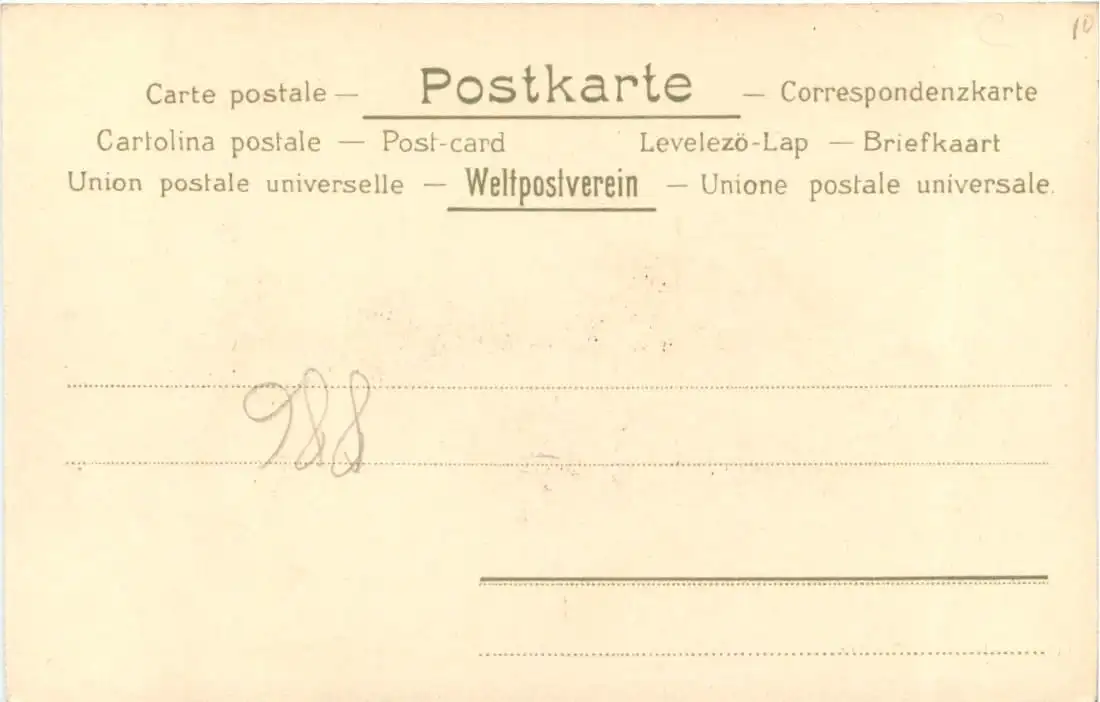 10
Carte postale — Postkarte — Correspondenzkarte
Cartolina postale — Post-card Levelezö-Lap — Briefkaart
Union postale universelle — Weltpostverein — Unione postale universale.
988